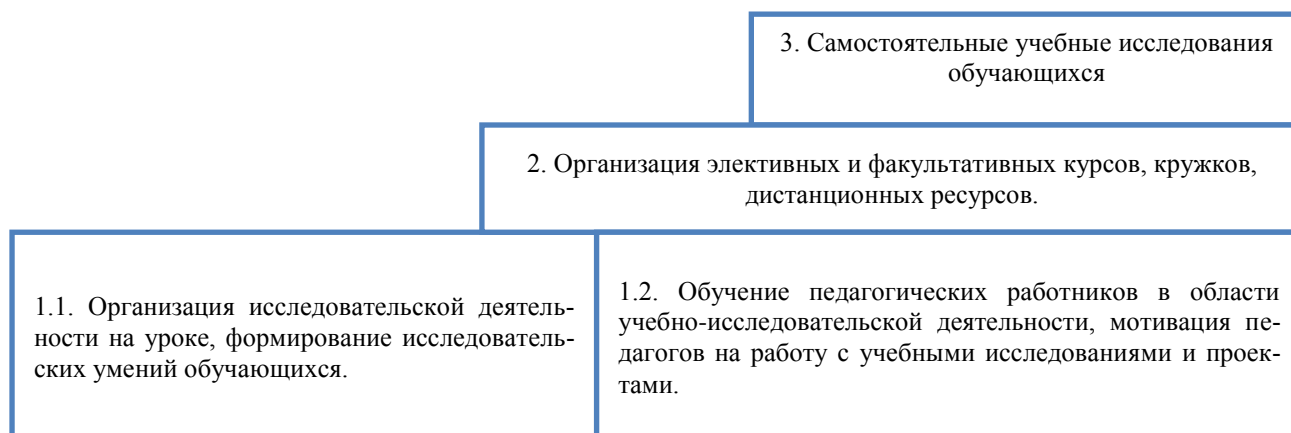 3. Самостоятельные учебные исследования
обучающихся
2. Организация элективных и факультативных курсов, кружков,
дистанционных ресурсов.
1.1. Организация исследовательской деятель-
ности на уроке, формирование исследователь-
ских умений обучающихся.
1.2. Обучение педагогических работников в области
учебно-исследовательской деятельности, мотивация пе-
дагогов на работу с учебными исследованиями и проек-
тами.